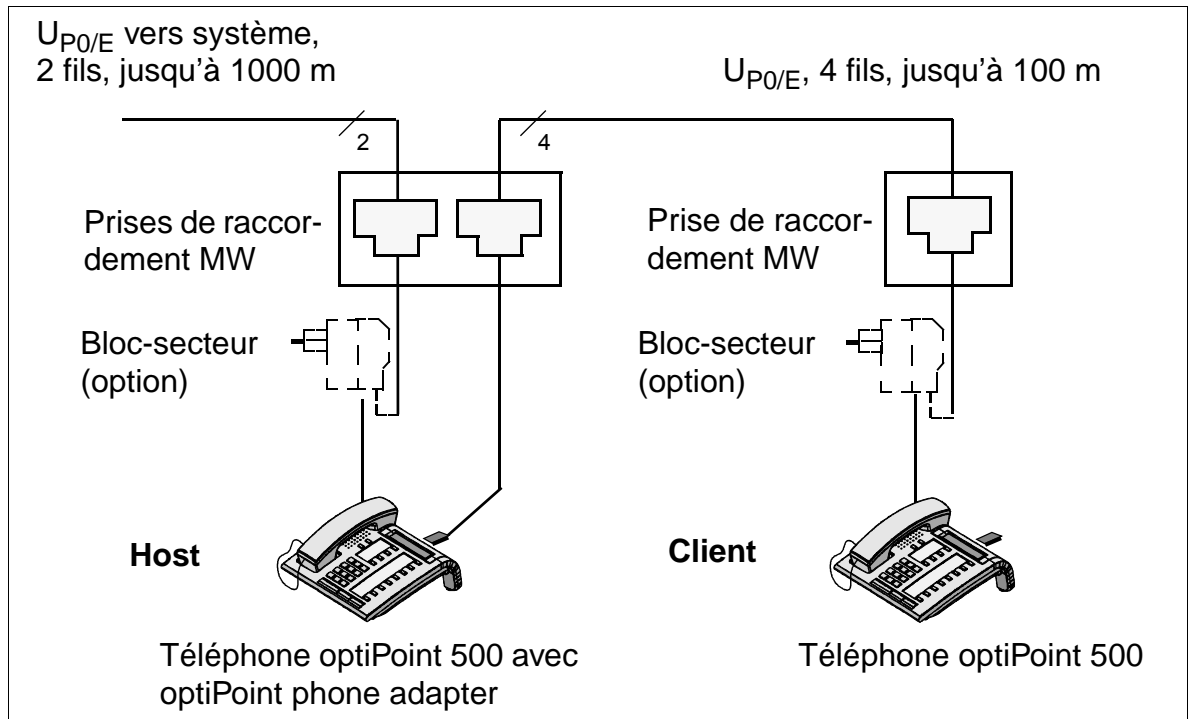 U_P0/E vers système,
2 fils, jusqu’à 1000 m
U_P0/E, 4 fils, jusqu’à 100 m
2
4
Prises de raccor-
dement MW
Prise de raccor-
dement MW
Bloc-secteur
(option)
Bloc-secteur
(option)
Host
Client
Téléphone optiPoint 500 avec
optiPoint phone adapter
Téléphone optiPoint 500